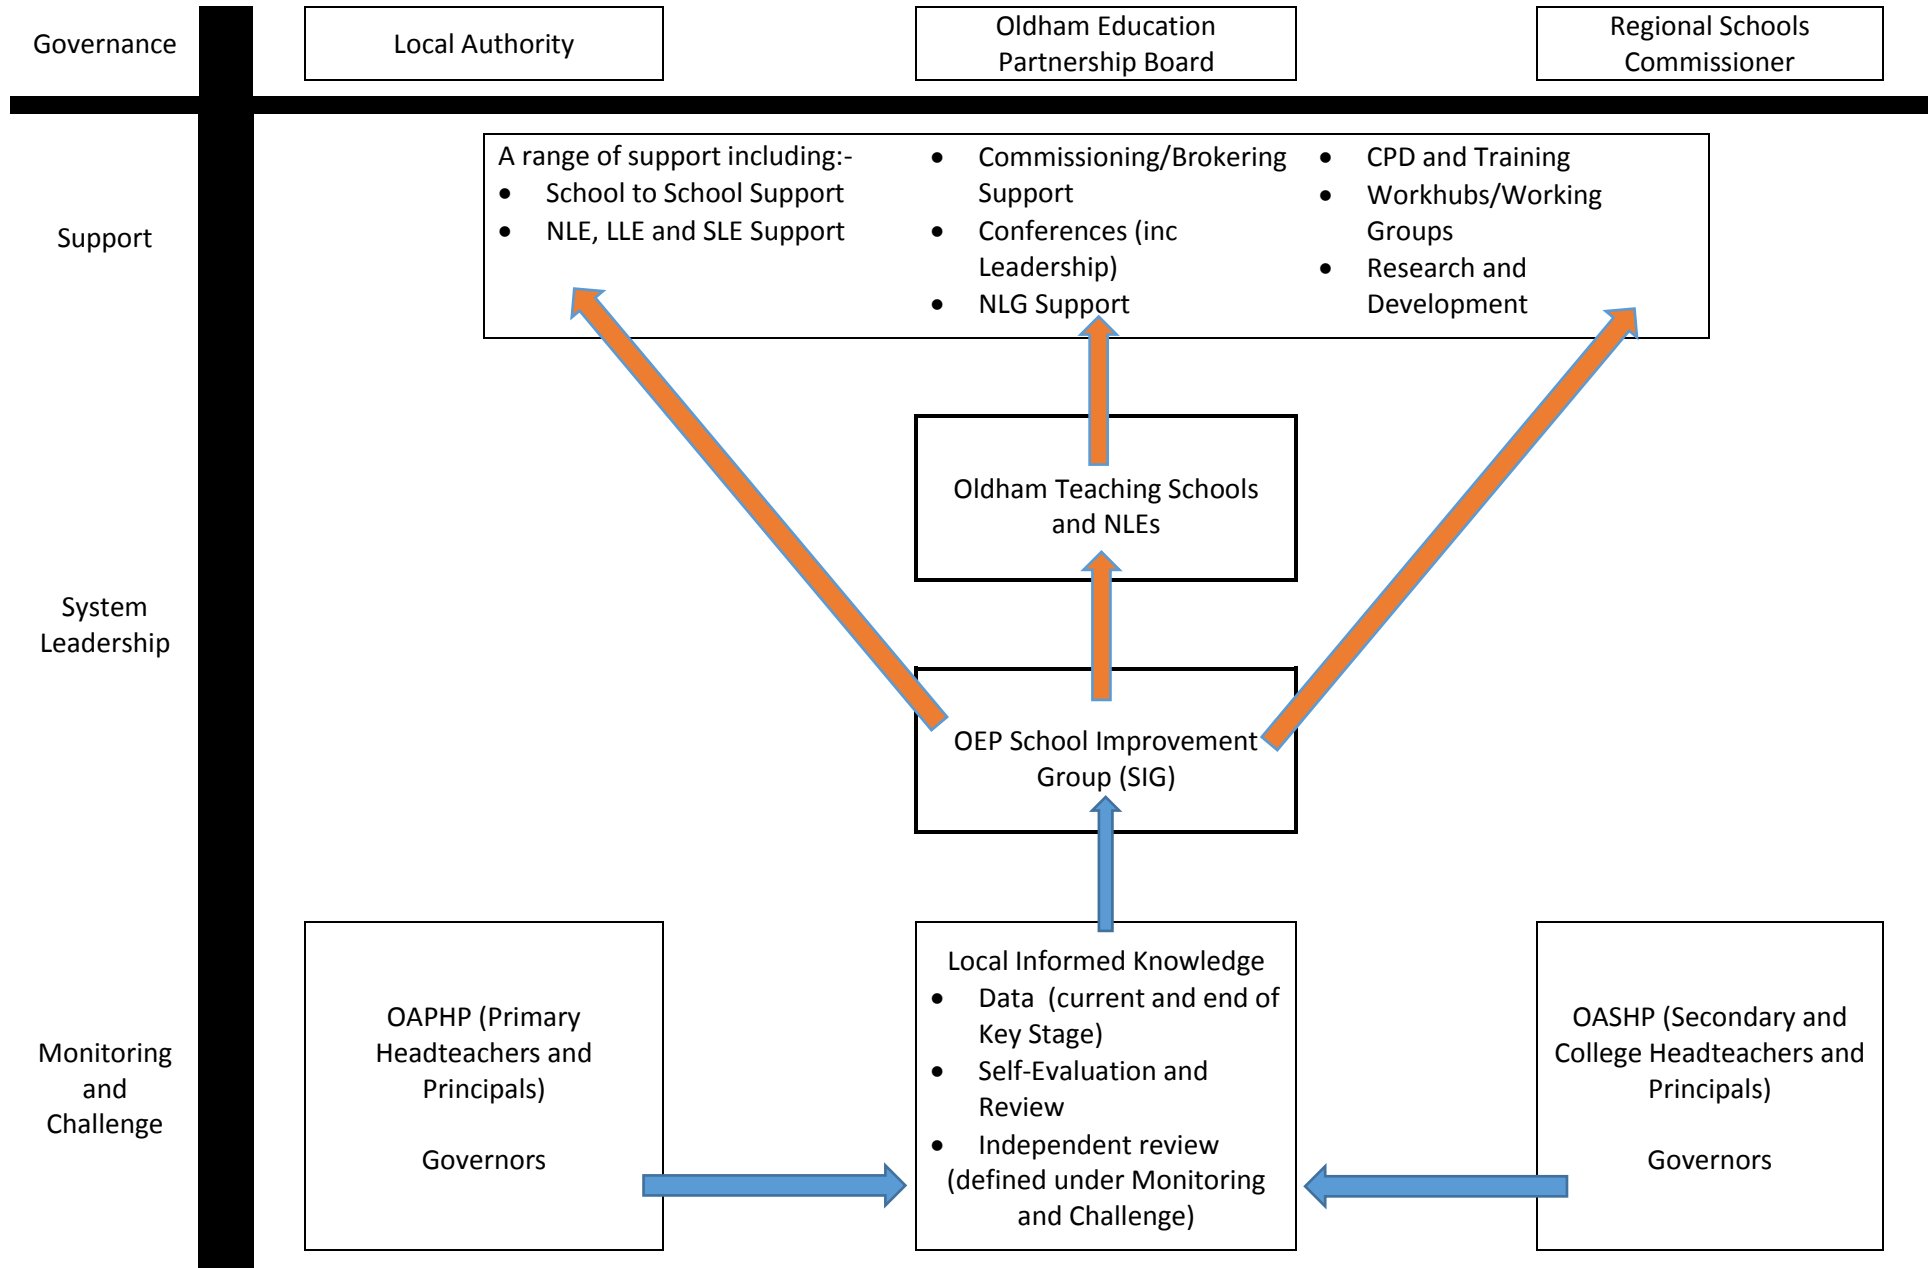 Governance
Local Authority
Oldham Education
Partnership Board
Regional Schools
Commissioner
Support
A range of support including:-
• School to School Support
• NLE, LLE and SLE Support
• Commissioning/Brokering
Support
• Conferences (inc
Leadership)
• NLG Support
• CPD and Training
• Workhubs/Working
Groups
• Research and
Development
System
Leadership
Oldham Teaching Schools
and NLEs
OEP School Improvement
Group (SIG)
Monitoring
and
Challenge
OAPHP (Primary
Headteachers and
Principals)
Governors
Local Informed Knowledge
• Data (current and end of
Key Stage)
• Self-Evaluation and
Review
• Independent review
(defined under Monitoring
and Challenge)
OASHP (Secondary and
College Headteachers and
Principals)
Governors